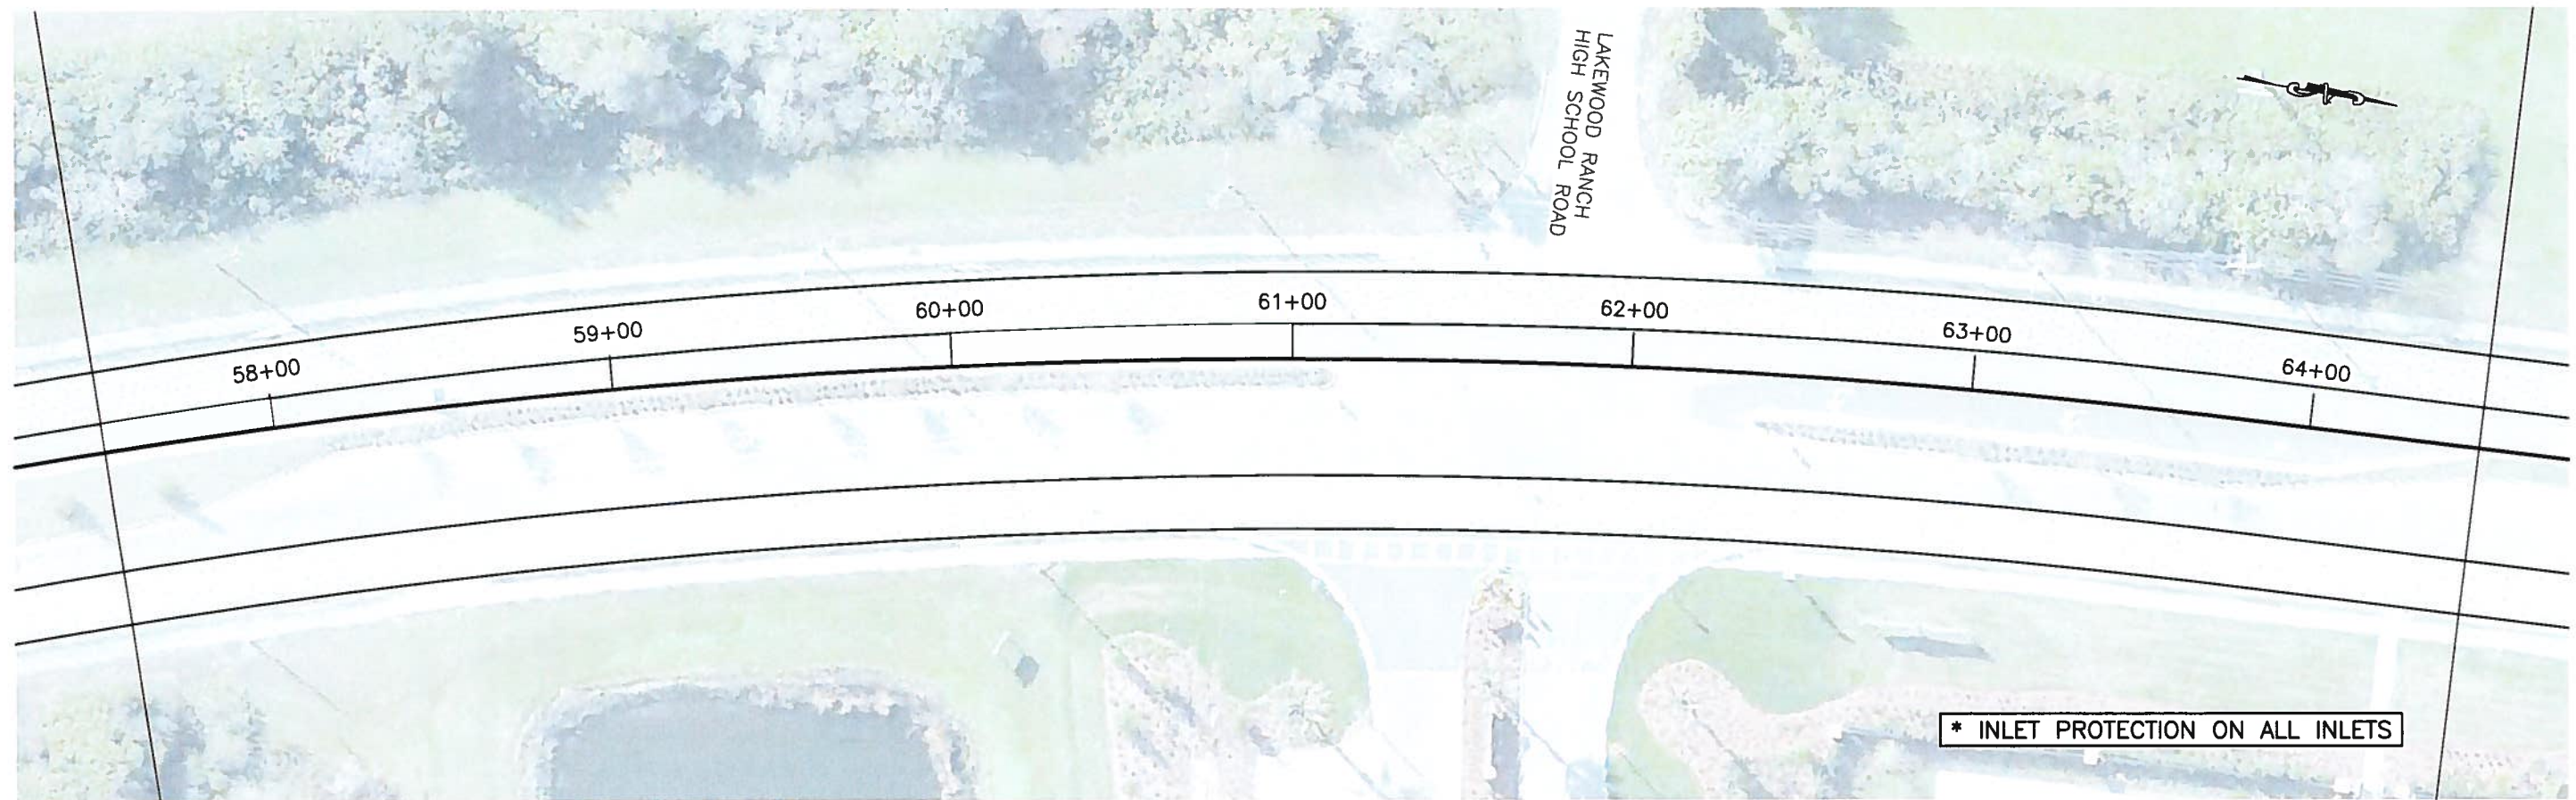 LAKEWOOD RANCH
HIGH SCHOOL ROAD
58+00
59+00
60+00
61+00
62+00
63+00
64+00
* INLET PROTECTION ON ALL INLETS